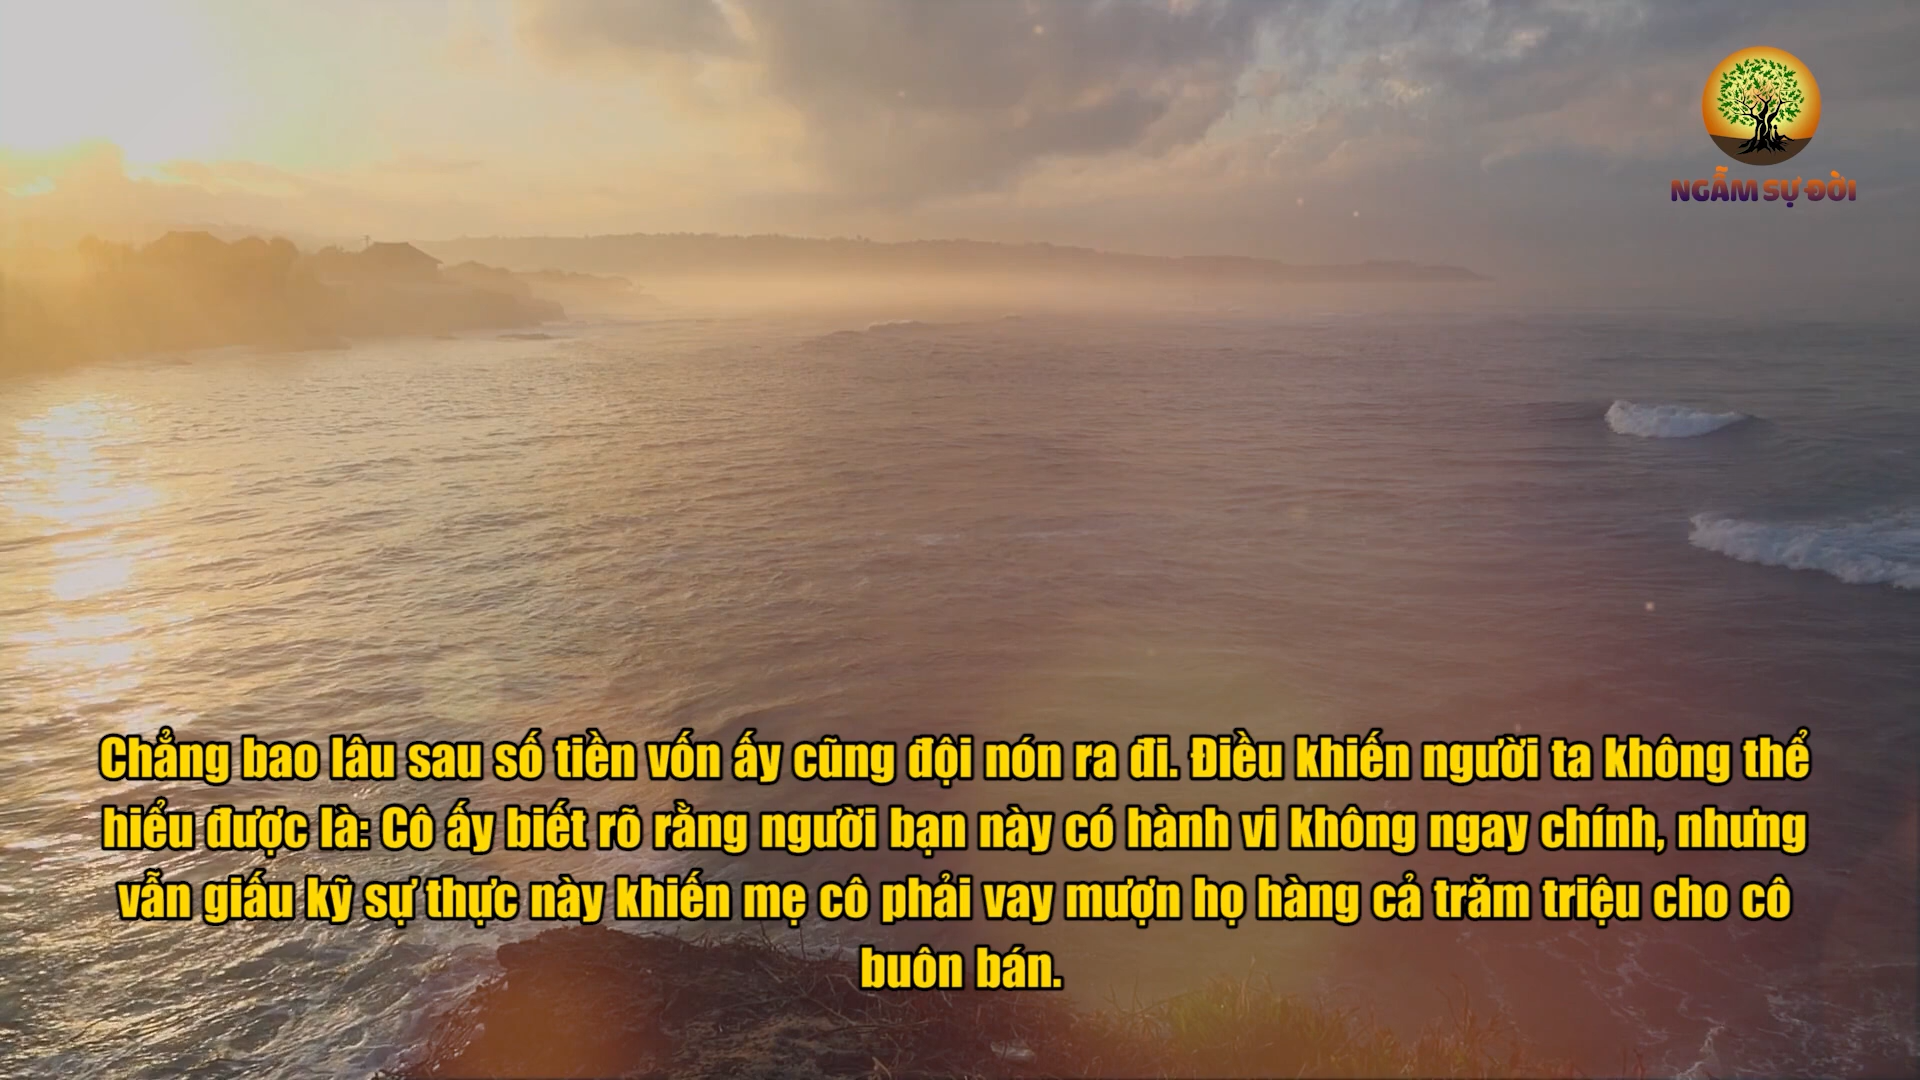 NGẪM SỰ ĐỜI
Chẳng bao lâu sau số tiền vốn ấy cũng đội nón ra đi. Điều khiến người ta không thể
hiểu được là: Cô ấy biết rõ rằng người bạn này có hành vi không ngay chính, nhưng
vẫn giấu kỹ sự thực này khiến mẹ cô phải vay mượn họ hàng cả trăm triệu cho cô
buôn bán.